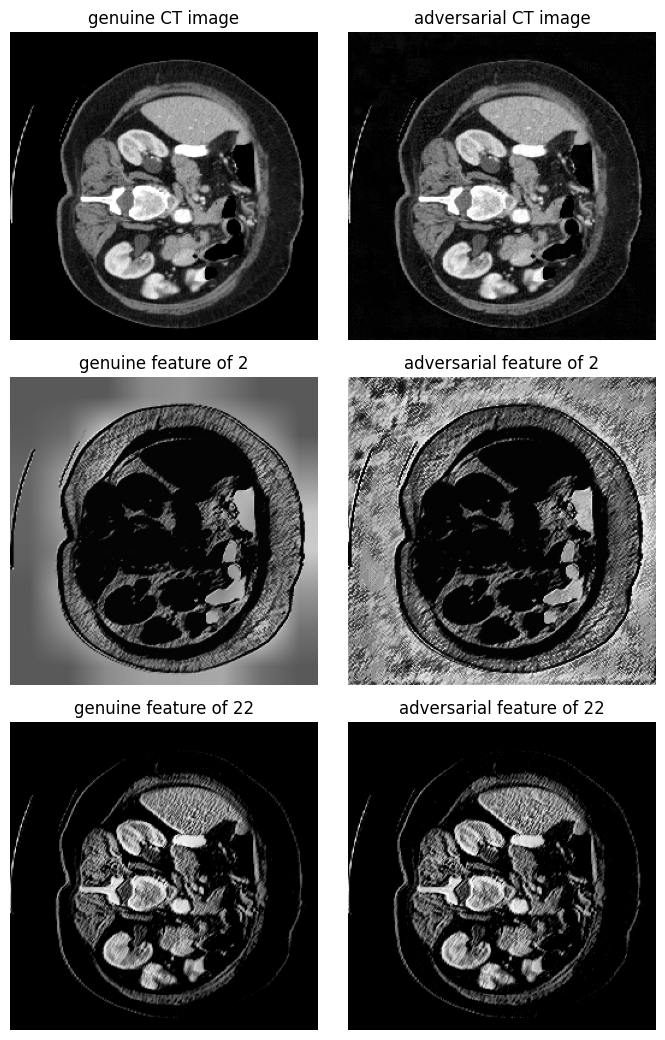 genuine CT image
adversarial CT image
genuine feature of 2
adversarial feature of 2
genuine feature of 22
adversarial feature of 22